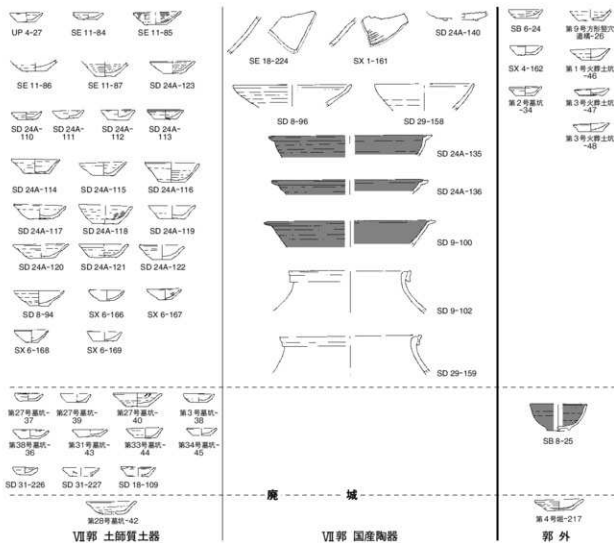 UP 4-27
SE 11-84
SE 11-85
SE 11-86
SE 11-87
SD 24A-123
SD 24A-110
SD 24A-111
SD 24A-112
SD 24A-113
SD 24A-114
SD 24A-115
SD 24A-116
SD 24A-117
SD 24A-118
SD 24A-119
SD 24A-120
SD 24A-121
SD 24A-122
SD 8-94
SX 6-166
SX 6-167
SX 6-168
SX 6-169
第27号墓坑-37
第27号墓坑-39
第27号墓坑-40
第3号墓坑-38
第38号墓坑-36
第31号墓坑-43
第33号墓坑-44
第34号墓坑-45
SD 31-226
SD 31-227
SD 18-109
第28号墓坑-42
Ⅶ郭 土師質土器
SE 18-224
SX 1-161
SD 24A-140
SD 8-96
SD 29-158
SD 24A-135
SD 24A-136
SD 9-100
SD 9-102
SD 29-159
廃 城
Ⅶ郭 国産陶器
SB 6-24
第9号方形竪穴遺構-26
SX 4-162
第1号火葬土坑-46
第2号墓坑-34
第3号火葬土坑-47
第3号火葬土坑-48
SB 8-25
第4号堀-217
郭 外